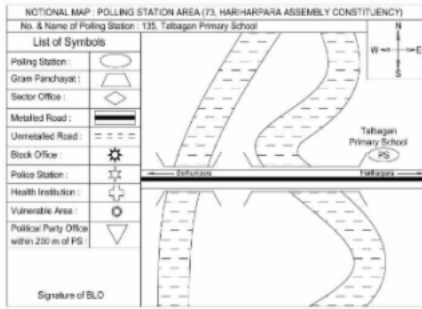 NOTIONAL MAP : POLLING STATION AREA (73, HARIHARPARA ASSEMBLY CONSTITUENCY)
No. & Name of Polling Station : 135, Talbagan Primary School
List of Symbols
Polling Station :
Gram Panchayat :
Sector Office :
Metalled Road :
Unmetalled Road :
Block Office :
Police Station :
Health Institution :
Vulnerable Area :
Political Party Office
within 200 m of PS :
Signature of BLO
N
W
E
S
Talbagan
Primary School
PS
Hariharpara